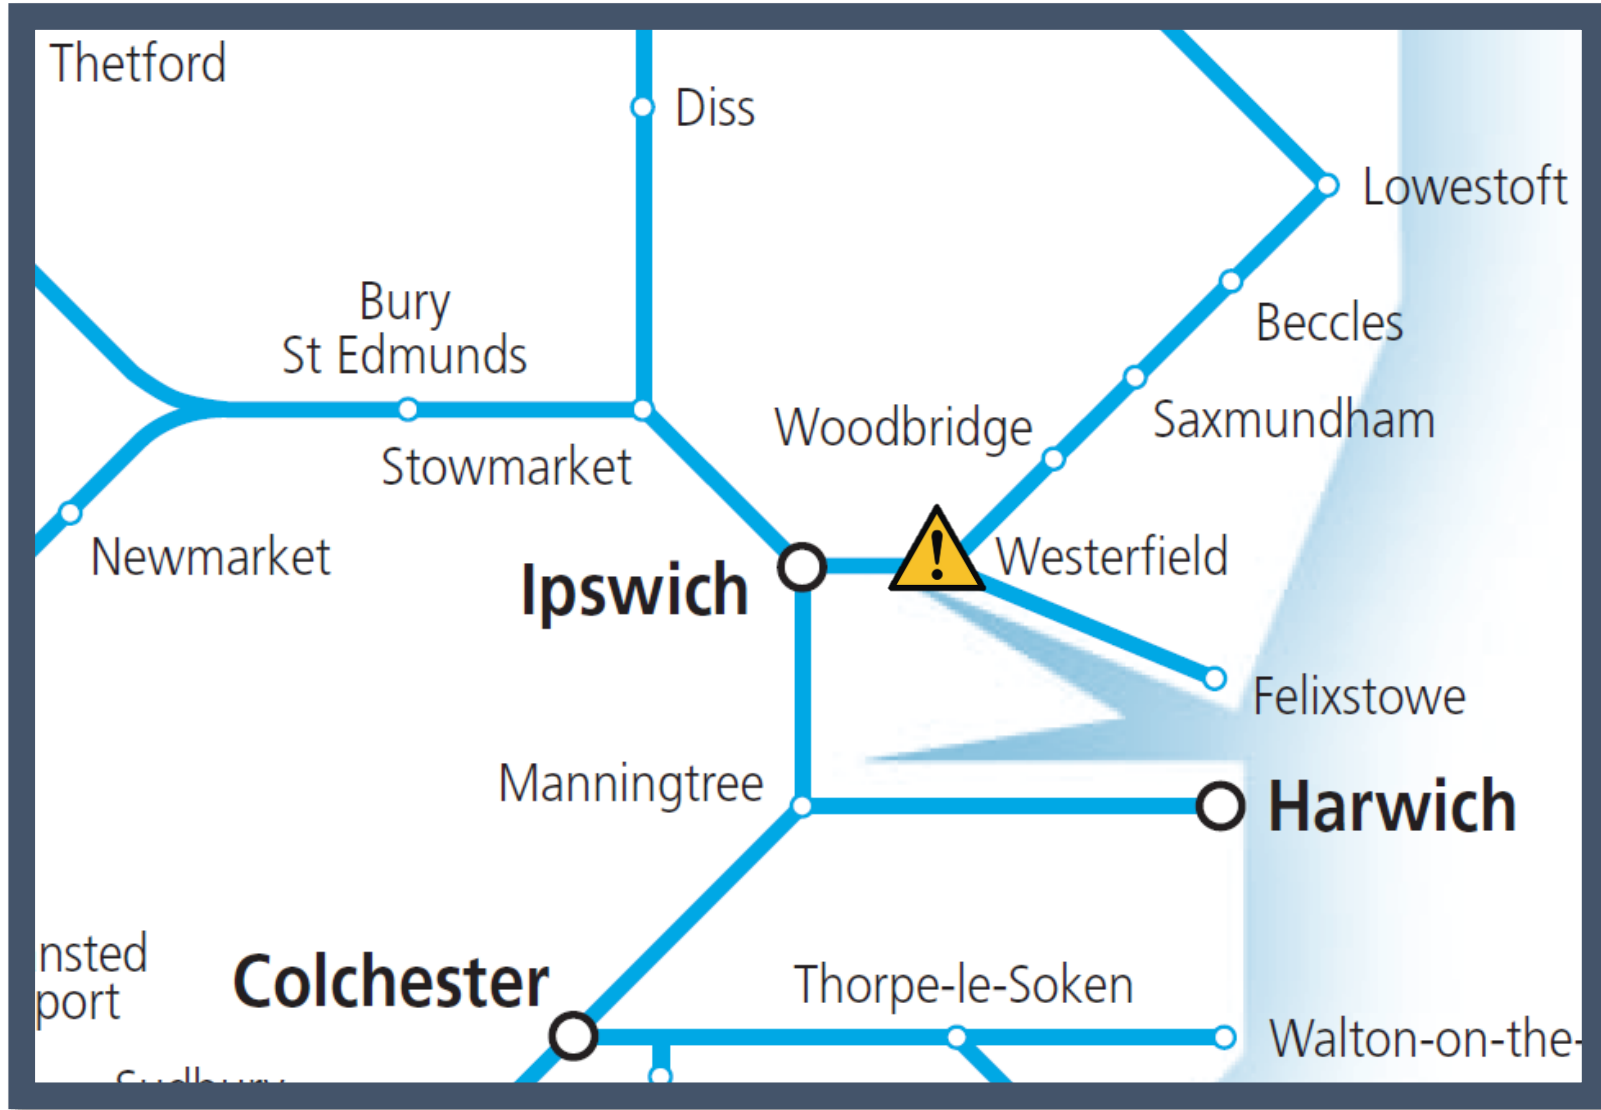 Thetford
Diss
Lowestoft
Bury
St Edmunds
Beccles
Woodbridge
Saxmundham
Stowmarket
Newmarket
Ipswich
!
Westerfield
Felixstowe
Manningtree
Harwich
nsted
port
Colchester
Thorpe-le-Soken
Walton-on-the-
Sudbury